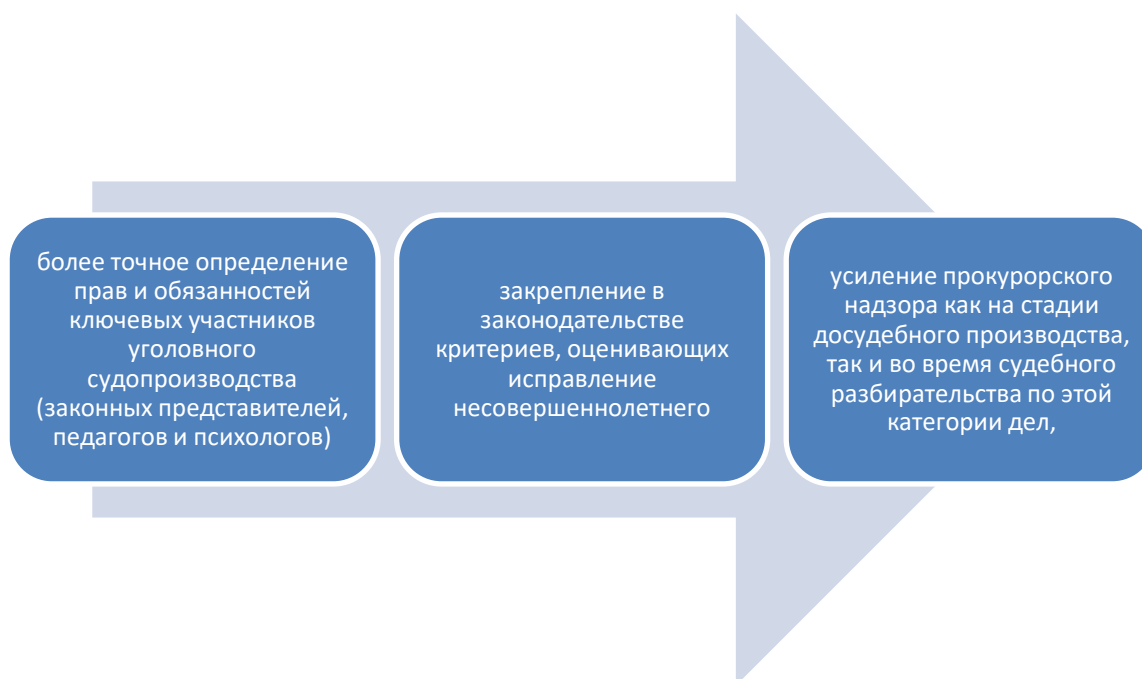 более точное определение
прав и обязанностей
ключевых участников
уголовного
судопроизводства
(законных представителей,
педагогов и психологов)
закрепление в
законодательстве
критериев, оценивающих
исправление
несовершеннолетнего
усиление прокурорского
надзора как на стадии
досудебного производства,
так и во время судебного
разбирательства по этой
категории дел,